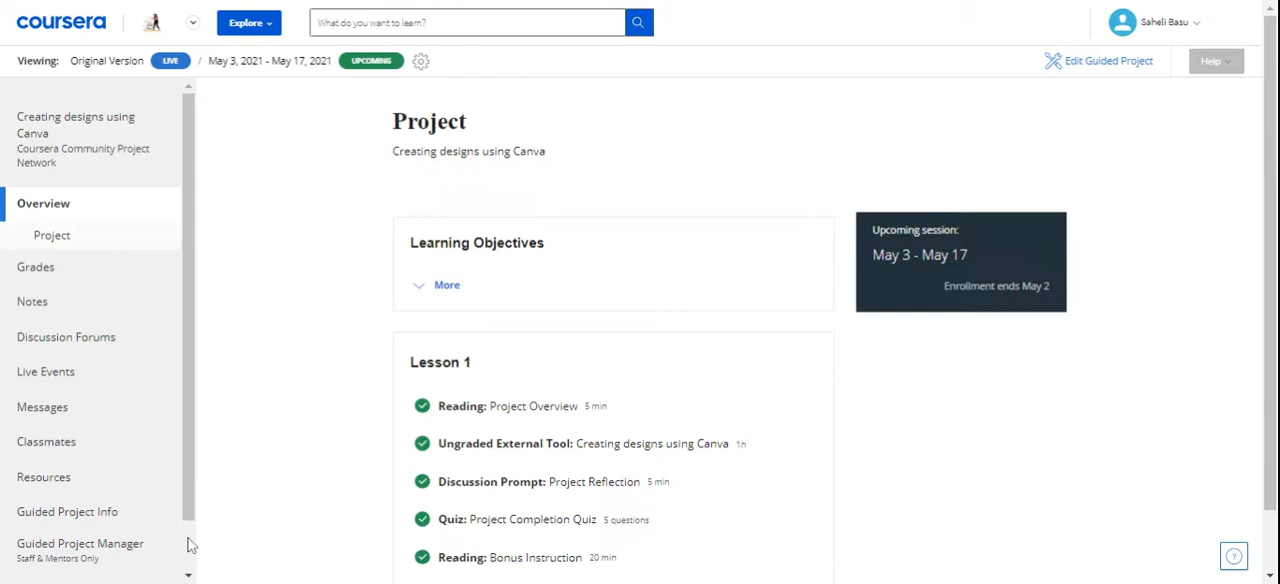 coursera
Explore
What do you want to learn?
Saheli Basu
Viewing: Original Version LIVE / May 3, 2021 - May 17, 2021 UPCOMING
Edit Guided Project
Help
Creating designs using
Canva
Coursera Community Project
Network
Overview
Project
Grades
Notes
Discussion Forums
Live Events
Messages
Classmates
Resources
Guided Project Info
Guided Project Manager
Staff & Mentors Only
Project
Creating designs using Canva
Learning Objectives
More
Upcoming session:
May 3 - May 17
Enrollment ends May 2
Lesson 1
Reading: Project Overview 5 min
Ungraded External Tool: Creating designs using Canva 1h
Discussion Prompt: Project Reflection 5 min
Quiz: Project Completion Quiz 5 questions
Reading: Bonus Instruction 20 min
?